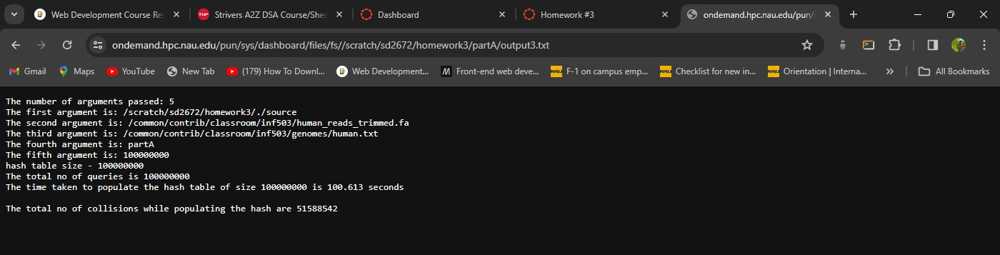 Web Development Course Res
Strivers A2Z DSA Course/Shee
Dashboard
Homework #3
ondemand.hpc.nau.edu/pun/s
ondemand.hpc.nau.edu/pun/sys/dashboard/files/fs//scratch/sd2672/homework3/partA/output3.txt
Gmail
Maps
YouTube
New Tab
(179) How To Downl...
Web Development...
Front-end web deve...
F-1 on campus emp...
Checklist for new in...
Orientation | Interna...
All Bookmarks
The number of arguments passed: 5
The first argument is: /scratch/sd2672/homework3/./source
The second argument is: /common/contrib/classroom/inf503/human_reads_trimmed.fa
The third argument is: /common/contrib/classroom/inf503/genomes/human.txt
The fourth argument is: partA
The fifth argument is: 100000000
hash table size - 100000000
The total no of queries is 100000000
The time taken to populate the hash table of size 100000000 is 100.613 seconds
The total no of collisions while populating the hash are 51588542